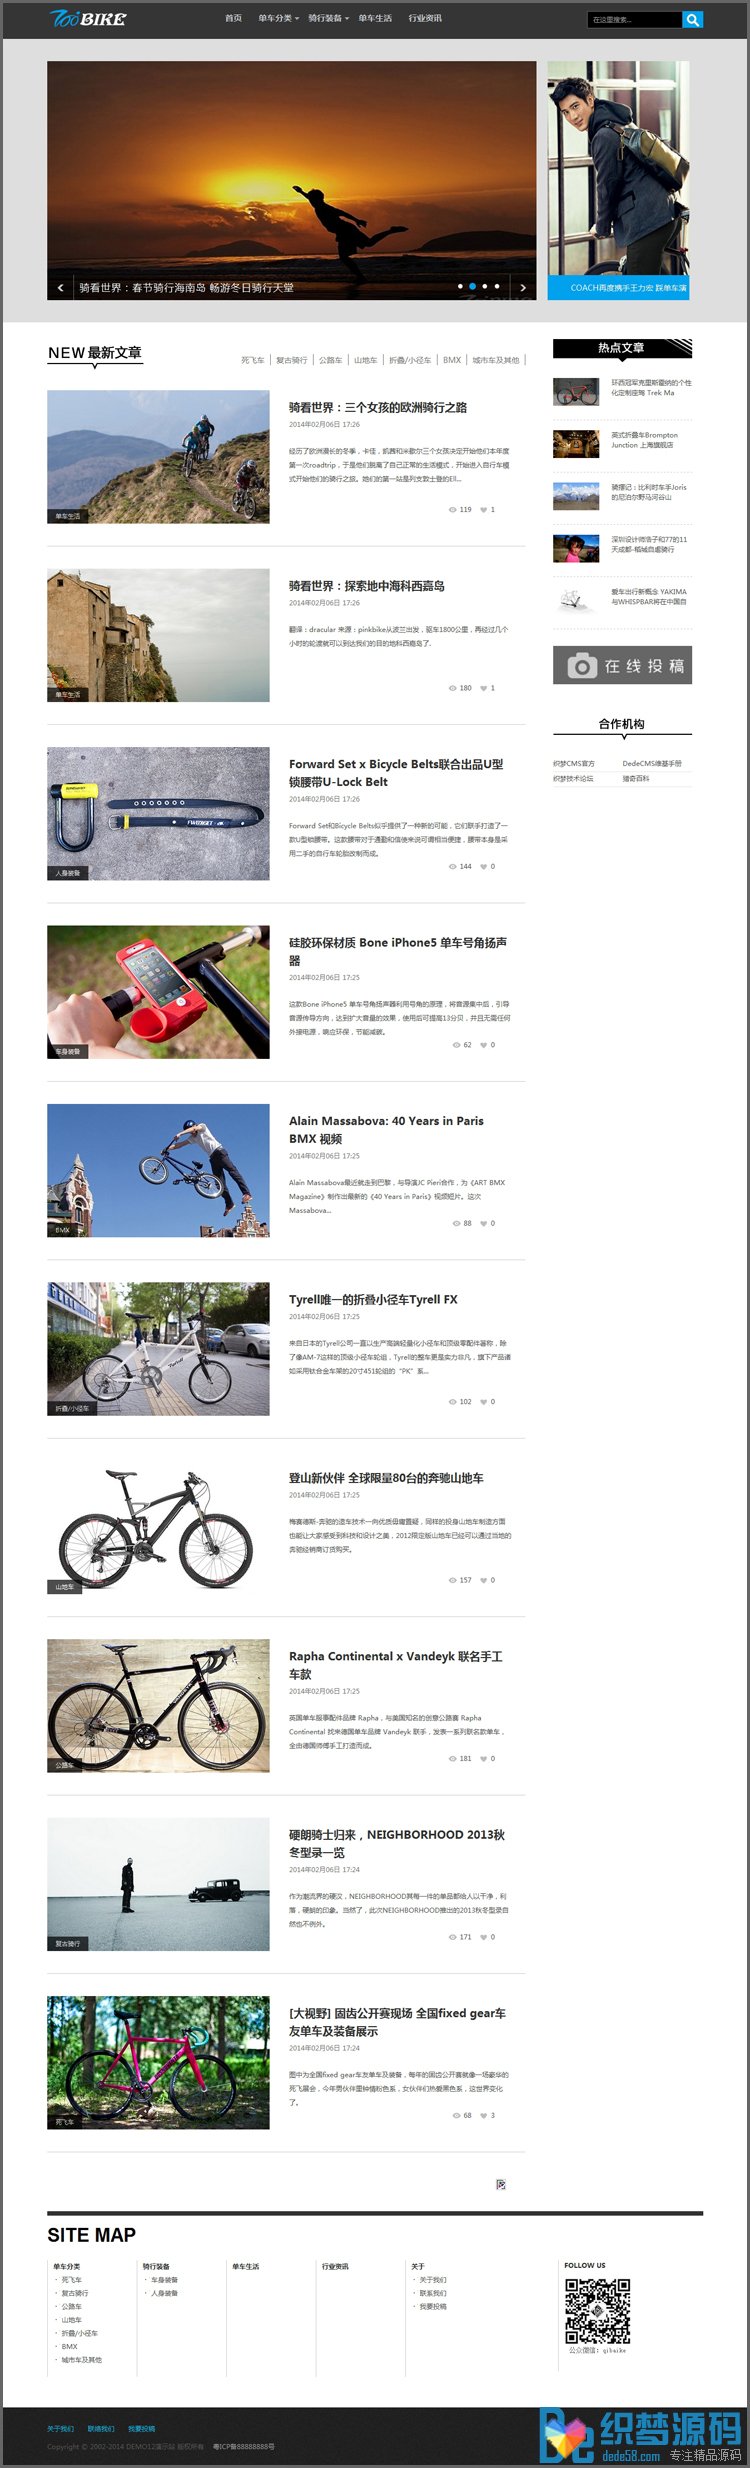 TooBIKE
首页 单车分类 骑行装备 单车生活 行业资讯
在这里搜索...
骑看世界：春节骑行海南岛 畅游冬日骑行天堂
COACH再度携手王力宏 踩单车演
NEW 最新文章
死飞车 复古骑行 公路车 山地车 折叠/小径车 BMX 城市车及其他
热点文章
骑看世界：三个女孩的欧洲骑行之路
2014年02月06日 17:26
经历了欧洲漫长的冬季，卡佳，凯茜和米歇尔三个女孩决定开始他们本年度
第一次roadtrip，于是他们脱离了自己正常的生活模式，开始进入自行车模
式开始他们的骑行之旅。她们的第一站是列支敦士登的Ell...
119 1
单车生活
骑看世界：探索地中海科西嘉岛
2014年02月06日 17:26
翻译：dracular 来源：pinkbike从波兰出发，驱车1800公里，再经过几个
小时的轮渡就可以到达我们的目的地科西嘉岛了.
180 1
单车生活
Forward Set x Bicycle Belts联合出品U型
锁腰带U-Lock Belt
2014年02月06日 17:26
Forward Set和Bicycle Belts似乎提供了一种新的可能，它们联手打造了一
款U型锁腰带。这款腰带对于通勤和信使来说可谓相当便捷，腰带本身是采
用二手的自行车轮胎改制而成。
144 0
人身装备
硅胶环保材质 Bone iPhone5 单车号角扬声
器
2014年02月06日 17:25
这款Bone iPhone5 单车号角扬声器利用号角的原理，将音源集中后，引导
音源传导方向，达到扩大音量的效果，使用后可提高13分贝，并且无需任何
外接电源，响应环保，节能减碳。
62 0
车身装备
Alain Massabova: 40 Years in Paris
BMX 视频
2014年02月06日 17:25
Alain Massabova最近就走到巴黎，与导演JC Pieri合作，为《ART BMX
Magazine》制作出最新的《40 Years in Paris》视频短片。这次
Massabova...
88 0
BMX
Tyrell唯一的折叠小径车Tyrell FX
2014年02月06日 17:25
来自日本的Tyrell公司一直以生产高端轻量化小径车和顶级零配件著称，除
了像AM-7这样的顶级小径车轮组，Tyrell的整车更是实力非凡，旗下产品诸
如采用钛合金车架的20寸451轮组的“PK”系...
102 0
折叠/小径车
登山新伙伴 全球限量80台的奔驰山地车
2014年02月06日 17:25
梅赛德斯-奔驰的造车技术一向优质毋庸置疑，同样的投身山地车制造方面
也能让大家感受到科技和设计之美，2012限定版山地车已经可以通过当地的
奔驰经销商订货购买。
157 0
山地车
Rapha Continental x Vandeyk 联名手工
车款
2014年02月06日 17:25
英国单车服事配件品牌 Rapha，与美国知名的创意公路赛 Rapha
Continental 找来德国单车品牌 Vandeyk 联手，发表一系列联名款单车，
全由德国师傅手工打造而成。
181 0
公路车
硬朗骑士归来，NEIGHBORHOOD 2013秋
冬型录一览
2014年02月06日 17:24
作为潮流界的硬汉，NEIGHBORHOOD其每一件的单品都给人以干净，利
落，硬朗的印象。当然了，此次NEIGHBORHOOD推出的2013秋冬型录自
然也不例外。
171 0
复古骑行
[大视野] 固齿公开赛现场 全国fixed gear车
友单车及装备展示
2014年02月06日 17:24
图中为全国fixed gear车友单车及装备，每年的固齿公开赛就像一场豪华的
死飞展会，今年男伙伴里钟情粉色系，女伙伴们热爱黑色系，这世界变化
了。
68 3
死飞车
环西冠军克里斯霍纳的个性
化定制座驾 Trek Ma
英式折叠车Brompton
Junction 上海旗舰店
骑摆记：比利时车手Joris
的尼泊尔野马河谷山
深圳设计师浩子和77的11
天成都-稻城自虐骑行
爱车出行新概念 YAKIMA
与WHISPBAR将在中国自
在线投稿
合作机构
织梦CMS官方 DedeCMS维基手册
织梦技术论坛 猎奇百科
SITE MAP
单车分类
死飞车
复古骑行
公路车
山地车
折叠/小径车
BMX
城市车及其他
骑行装备
车身装备
人身装备
单车生活
行业资讯
关于
关于我们
联系我们
我要投稿
FOLLOW US
公众微信：qibaike
关于我们 联络我们 我要投稿
Copyright © 2002-2014 DEMO12演示站 版权所有 粤ICP备88888888号
织梦源码
dede58.com 专注精品源码